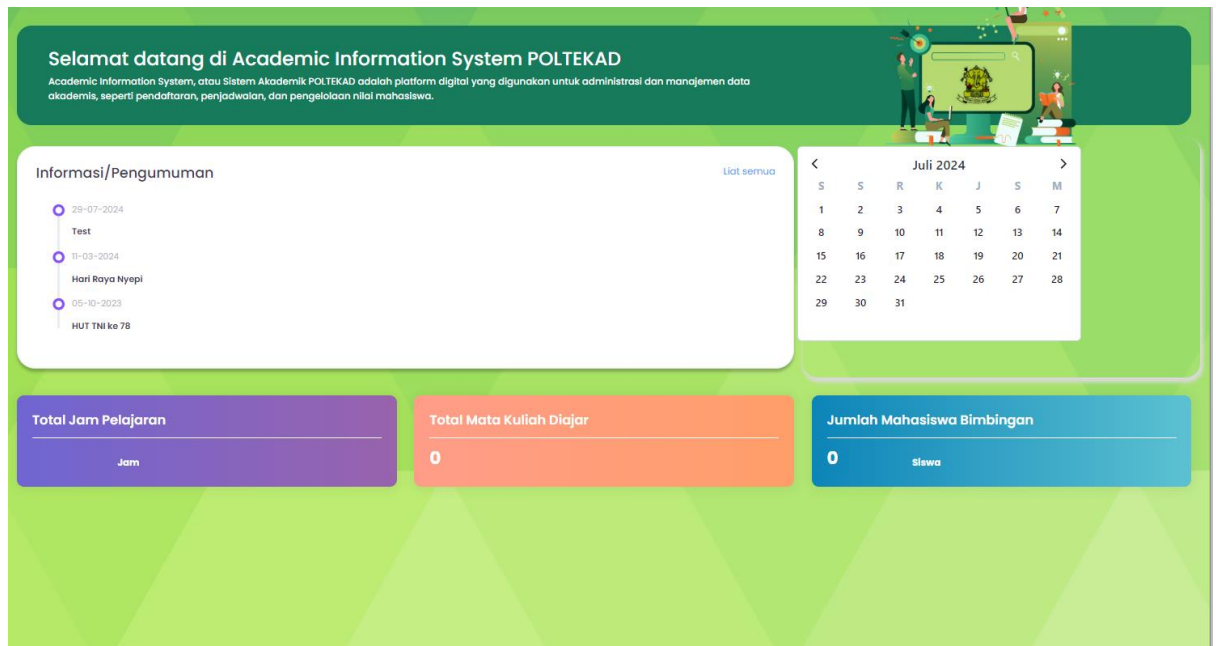 Selamat datang di Academic Information System POLTEKAD
Academic Information System, atau Sistem Akademik POLTEKAD adalah platform digital yang digunakan untuk administrasi dan manajemen data
akademis, seperti pendaftaran, penjadwalan, dan pengelolaan nilai mahasiswa.
Informasi/Pengumuman
Liat semua
29-07-2024
Test
11-03-2024
Hari Raya Nyepi
05-10-2023
HUT TNI ke 78
Juli 2024
S S R K J S M
1 2 3 4 5 6 7
8 9 10 11 12 13 14
15 16 17 18 19 20 21
22 23 24 25 26 27 28
29 30 31
Total Jam Pelajaran
Jam
Total Mata Kuliah Diajar
0
Jumlah Mahasiswa Bimbingan
0 Siswa